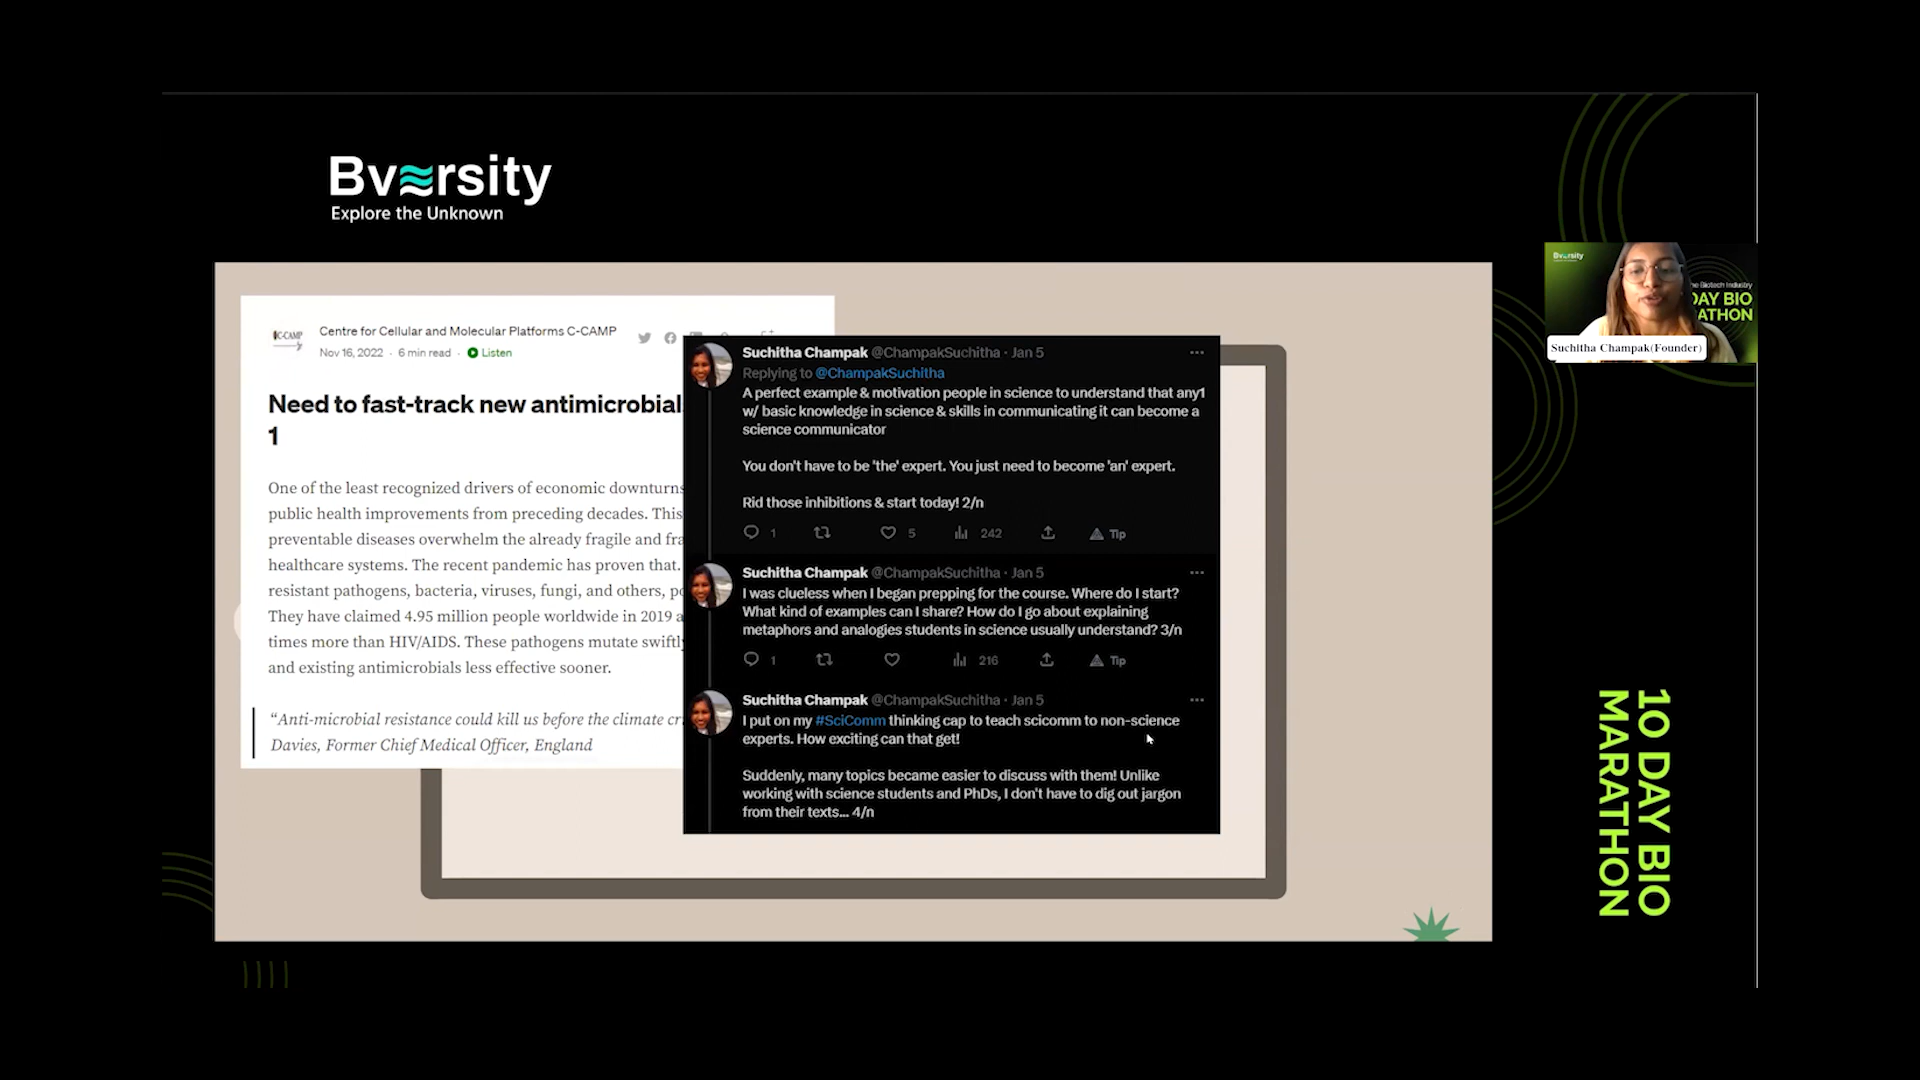 Bversity
Explore the Unknown
Centre for Cellular and Molecular Platforms C-CAMP
Nov 16, 2022 · 6 min read · Listen
Need to fast-track new antimicrobial
1
One of the least recognized drivers of economic downturns
public health improvements from preceding decades. This
preventable diseases overwhelm the already fragile and fra
healthcare systems. The recent pandemic has proven that.
resistant pathogens, bacteria, viruses, fungi, and others, po
They have claimed 4.95 million people worldwide in 2019 a
times more than HIV/AIDS. These pathogens mutate swiftly
and existing antimicrobials less effective sooner.
“Anti-microbial resistance could kill us before the climate cr
Davies, Former Chief Medical Officer, England
Suchitha Champak @ChampakSuchitha · Jan 5
Replying to @ChampakSuchitha
A perfect example & motivation people in science to understand that any1
w/ basic knowledge in science & skills in communicating it can become a
science communicator
You don't have to be 'the' expert. You just need to become 'an' expert.
Rid those inhibitions & start today! 2/n
1 5 242 Tip
Suchitha Champak @ChampakSuchitha · Jan 5
I was clueless when I began prepping for the course. Where do I start?
What kind of examples can I share? How do I go about explaining
metaphors and analogies students in science usually understand? 3/n
1 216 Tip
Suchitha Champak @ChampakSuchitha · Jan 5
I put on my #SciComm thinking cap to teach scicomm to non-science
experts. How exciting can that get!
Suddenly, many topics became easier to discuss with them! Unlike
working with science students and PhDs, I don't have to dig out jargon
from their texts... 4/n
Bversity
he Biotech Industry
DAY BIO
ATHON
Suchitha Champak(Founder)
10 DAY BIO
MARATHON